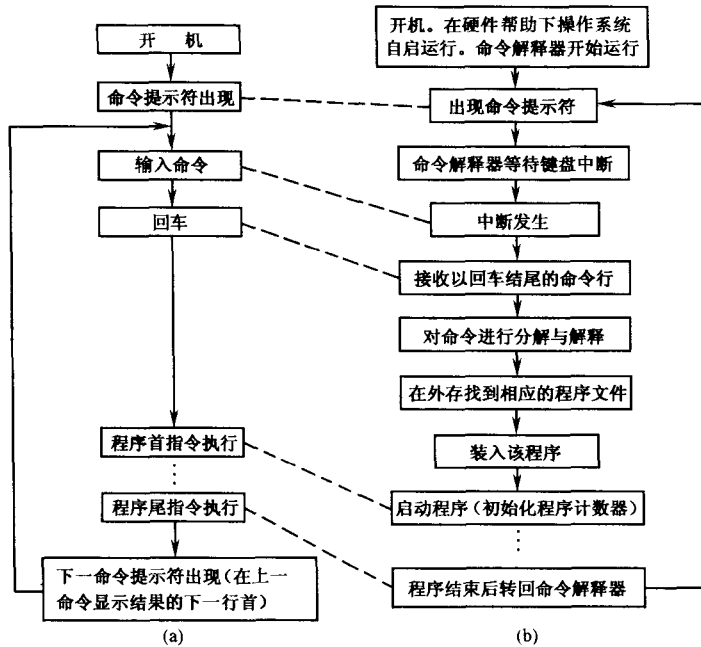 开 机
命令提示符出现
输入命令
回车
程序首指令执行
程序尾指令执行
下一命令提示符出现(在上一
命令显示结果的下一行首)
(a)
开机。在硬件帮助下操作系统
自启运行。命令解释器开始运行
出现命令提示符
命令解释器等待键盘中断
中断发生
接收以回车结尾的命令行
对命令进行分解与解释
在外存找到相应的程序文件
装入该程序
启动程序(初始化程序计数器)
程序结束后转回命令解释器
(b)